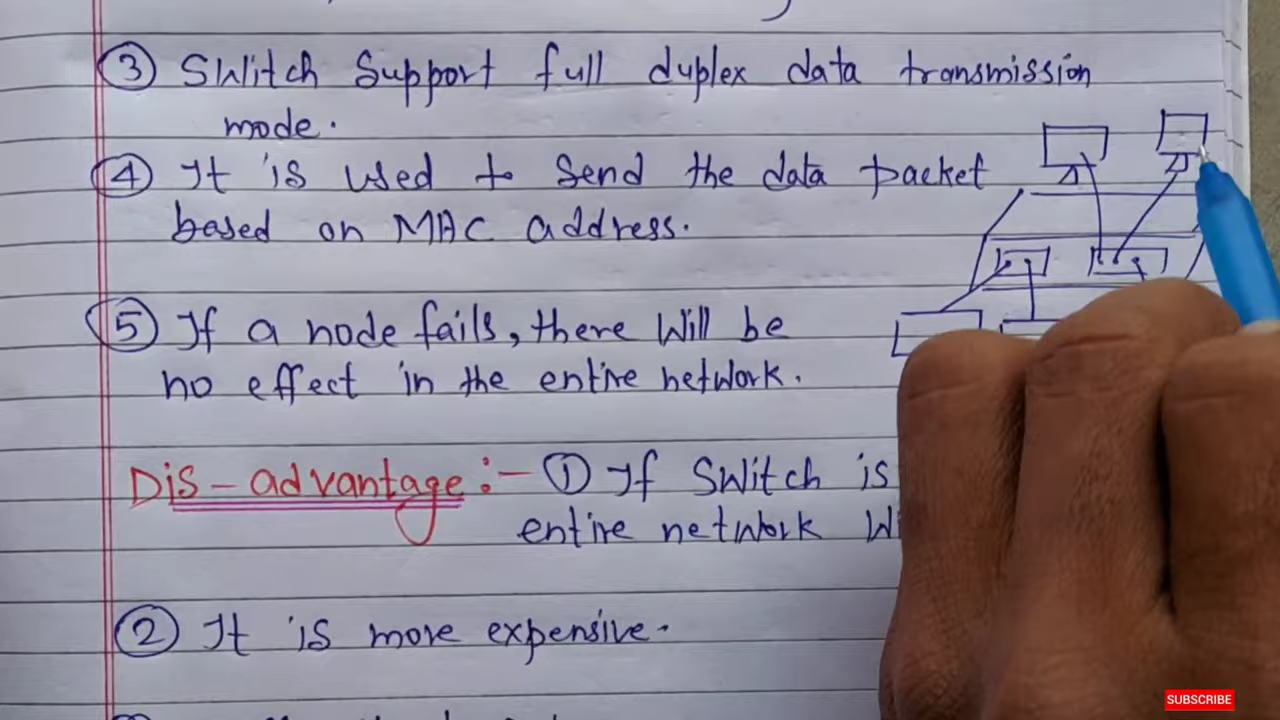 ③ Switch Support full duplex data transmission
mode.
④ It is used to Send the data packet
based on MAC address.
⑤ If a node fails, there Will be
no effect in the entire network.
Dis-advantage:- ① If Switch is
entire network
② It is more expensive.
SUBSCRIBE